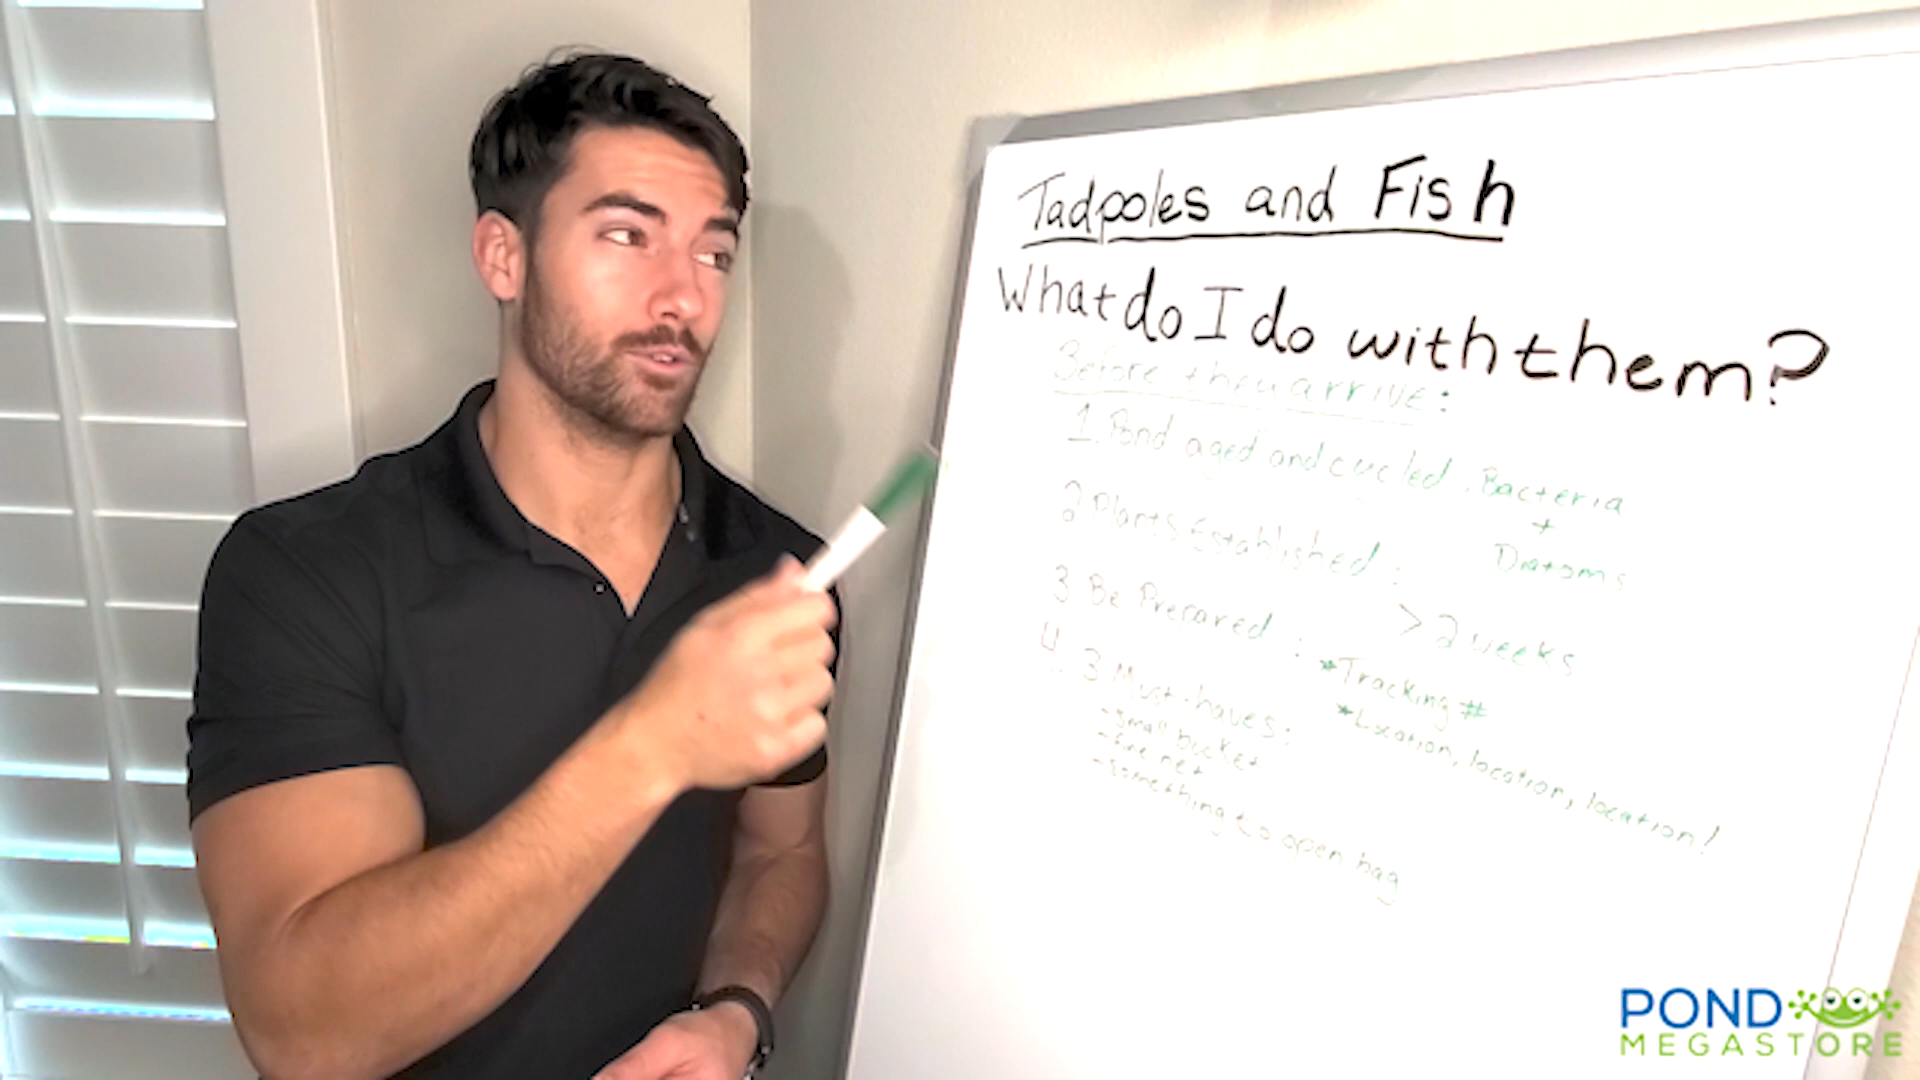 Tadpoles and Fish
What do I do with them?
Before they arrive:
1. Pond aged and cycled . Bacteria
+
Diatoms
2 Plants Established :
> 2 weeks
3 Be Prepared :
*Tracking #
*Location, location, location!
4. 3 Must-haves:
-small bucket
-fine net
-something to open bag
POND
MEGASTORE